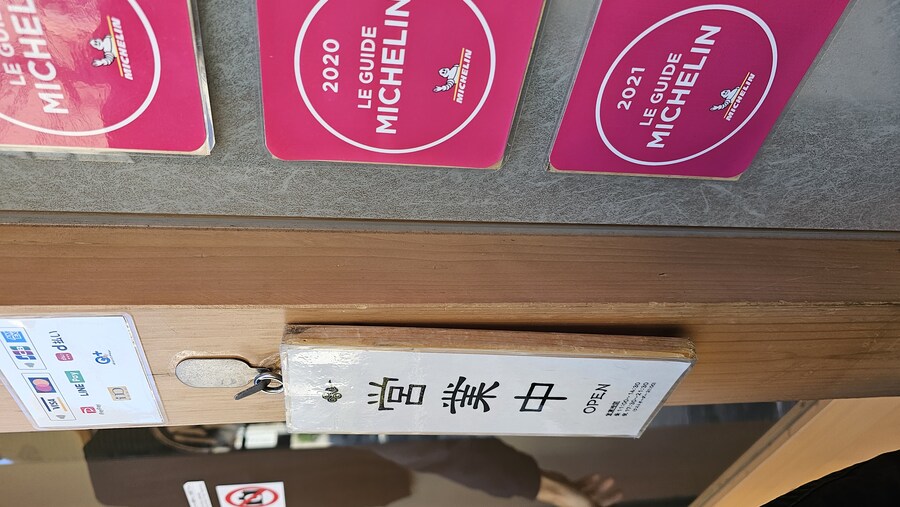 LE GUIDE
MICHELIN
MICHELIN
2020
LE GUIDE
MICHELIN
MICHELIN
2021
LE GUIDE
MICHELIN
MICHELIN
営業中
OPEN
VISA
LINE Pay
d払い
iD